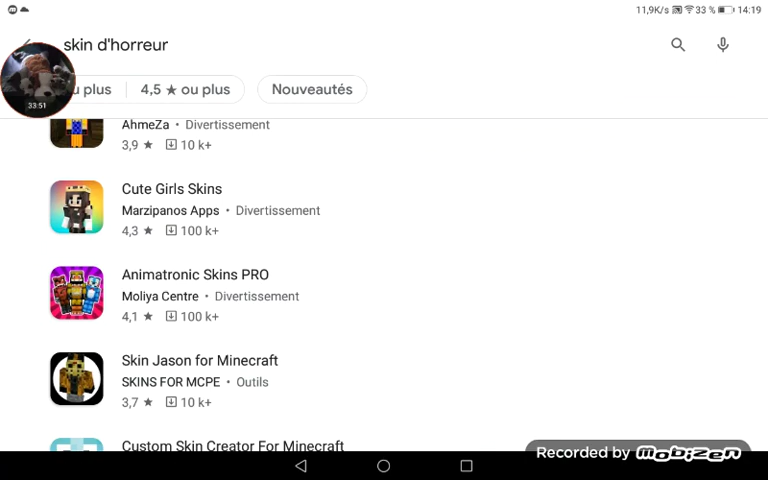 11,9K/s 33 % 14:19
skin d'horreur
33:51
u plus
4,5 ★ ou plus
Nouveautés
AhmeZa • Divertissement
3,9 ★ 10 k+
Cute Girls Skins
Marzipanos Apps • Divertissement
4,3 ★ 100 k+
Animatronic Skins PRO
Moliya Centre • Divertissement
4,1 ★ 100 k+
Skin Jason for Minecraft
SKINS FOR MCPE • Outils
3,7 ★ 10 k+
Custom Skin Creator For Minecraft
Recorded by mobizen